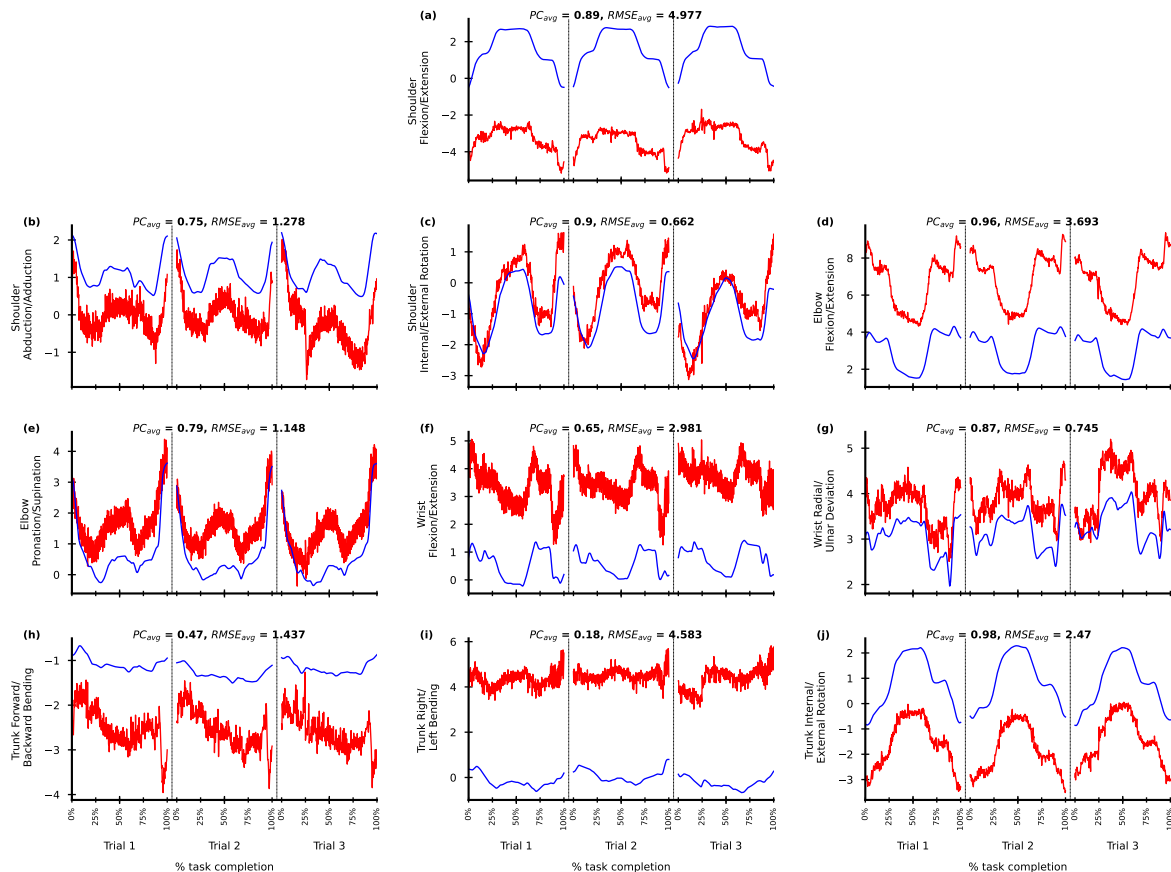 (a) PCavg = 0.89, RMSEavg = 4.977
Shoulder
Flexion/Extension
2
0
−2
−4
(b) PCavg = 0.75, RMSEavg = 1.278
Shoulder
Abduction/Adduction
2
1
0
−1
(c) PCavg = 0.9, RMSEavg = 0.662
Shoulder
Internal/External Rotation
1
0
−1
−2
−3
(d) PCavg = 0.96, RMSEavg = 3.693
Elbow
Flexion/Extension
8
6
4
2
(e) PCavg = 0.79, RMSEavg = 1.148
Elbow
Pronation/Supination
4
3
2
1
0
(f) PCavg = 0.65, RMSEavg = 2.981
Wrist
Flexion/Extension
5
4
3
2
1
0
(g) PCavg = 0.87, RMSEavg = 0.745
Wrist Radial/
Ulnar Deviation
5
4
3
2
(h) PCavg = 0.47, RMSEavg = 1.437
Trunk Forward/
Backward Bending
−1
−2
−3
−4
0% 25% 50% 75% 100% 0% 25% 50% 75% 100% 0% 25% 50% 75% 100%
Trial 1 Trial 2 Trial 3
% task completion
(i) PCavg = 0.18, RMSEavg = 4.583
Trunk Right/
Left Bending
6
4
2
0
0% 25% 50% 75% 100% 0% 25% 50% 75% 100% 0% 25% 50% 75% 100%
Trial 1 Trial 2 Trial 3
% task completion
(j) PCavg = 0.98, RMSEavg = 2.47
Trunk Internal/
External Rotation
2
1
0
−1
−2
−3
0% 25% 50% 75% 100% 0% 25% 50% 75% 100% 0% 25% 50% 75% 100%
Trial 1 Trial 2 Trial 3
% task completion